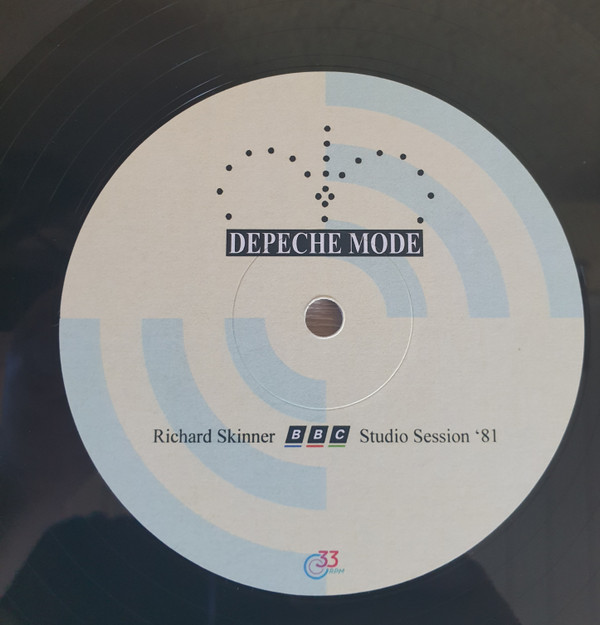 DEPECHE MODE
Richard Skinner BBC Studio Session ‘81
33